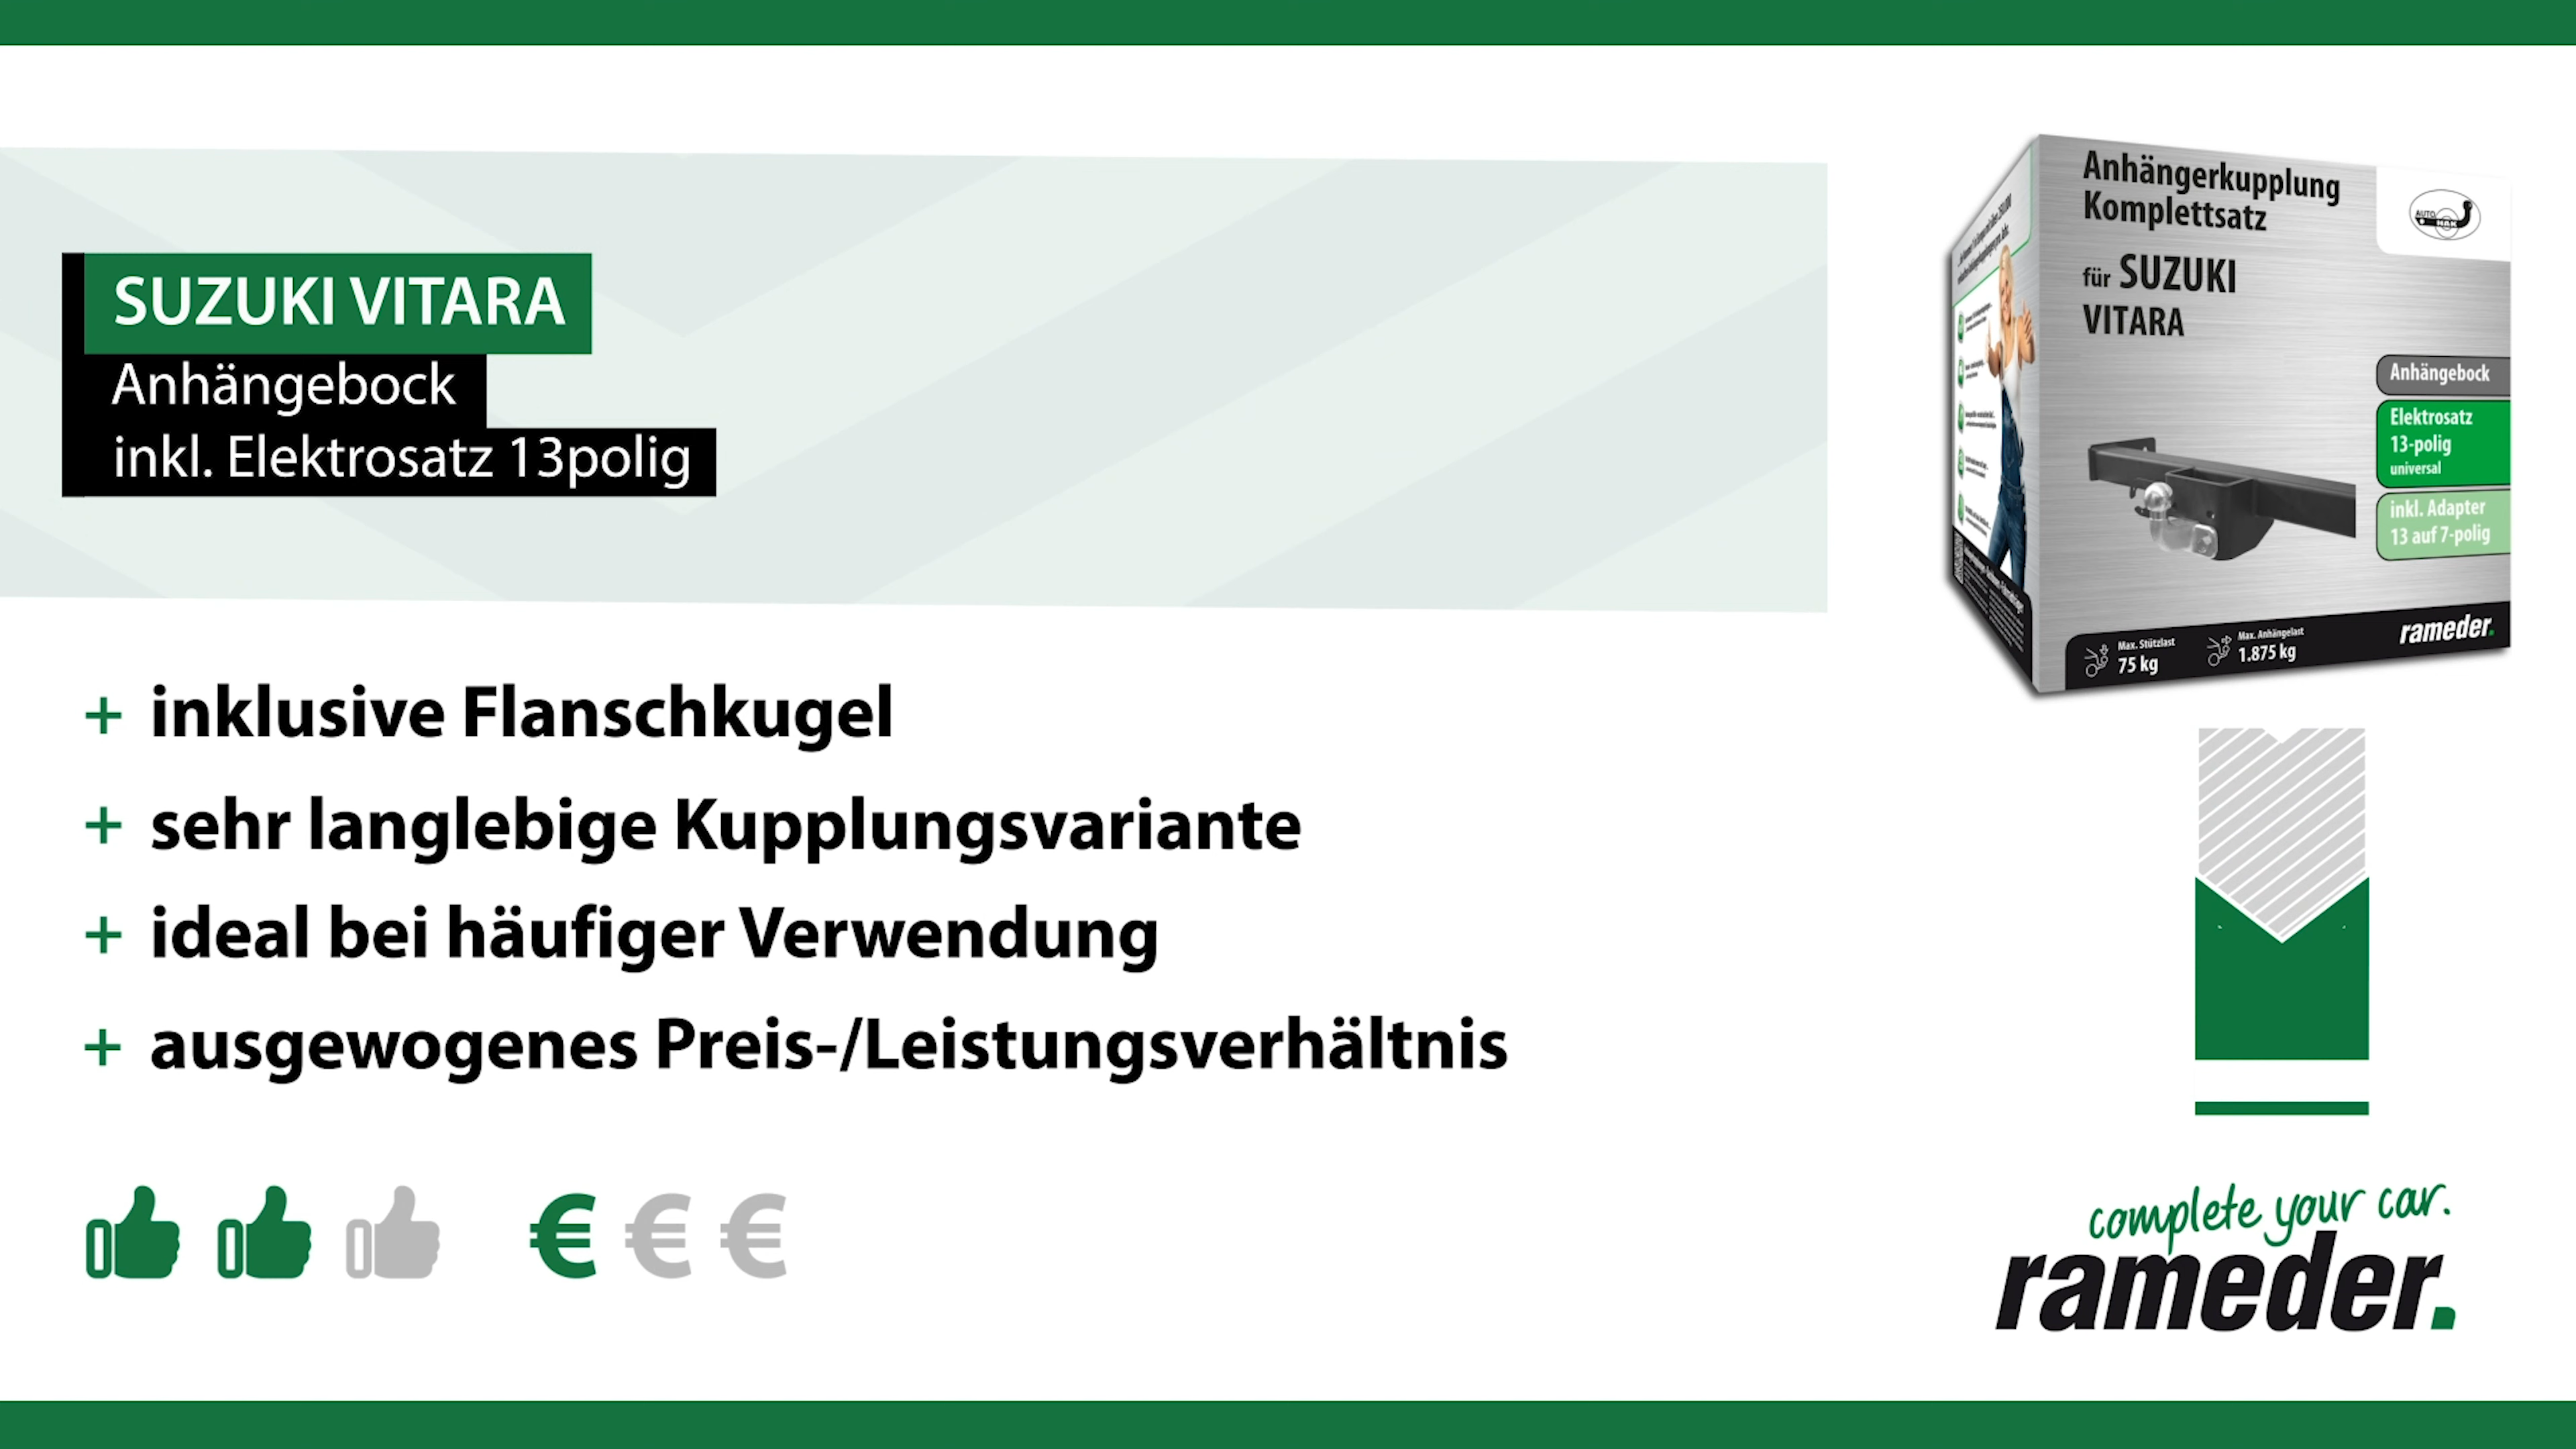 SUZUKI VITARA
Anhängebock
inkl. Elektrosatz 13polig
+ inklusive Flanschkugel
+ sehr langlebige Kupplungsvariante
+ ideal bei häufiger Verwendung
+ ausgewogenes Preis-/Leistungsverhältnis
€ € €
Anhängerkupplung
Komplettsatz
für SUZUKI
VITARA
AUTO
HAK
Anhängebock
Elektrosatz
13-polig
universal
inkl. Adapter
13 auf 7-polig
Max. Stützlast
75 kg
Max. Anhängelast
1.875 kg
rameder.
complete your car.
rameder.